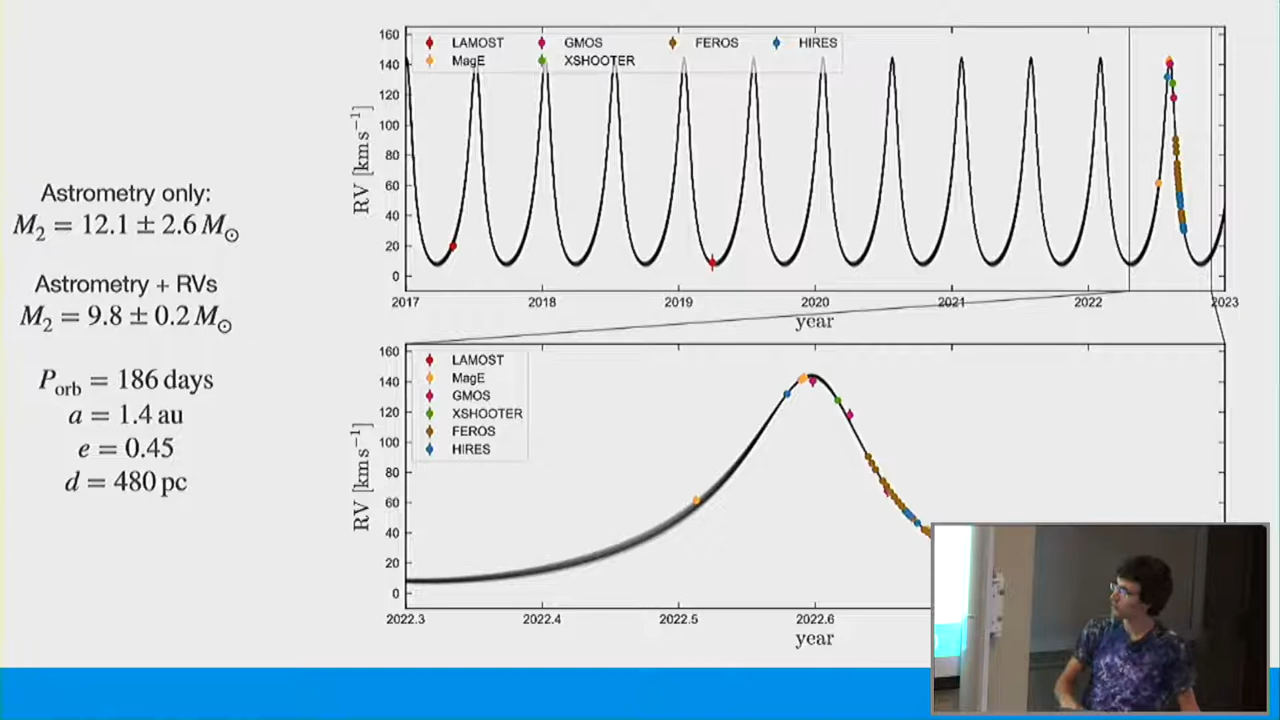 Astrometry only:
M₂ = 12.1 ± 2.6 M⊙
Astrometry + RVs
M₂ = 9.8 ± 0.2 M⊙
P_orb = 186 days
a = 1.4 au
e = 0.45
d = 480 pc
RV [km s⁻¹]
160
140
120
100
80
60
40
20
0
LAMOST GMOS FEROS HIRES
MagE XSHOOTER
2017 2018 2019 2020 2021 2022 2023
year
RV [km s⁻¹]
160
140
120
100
80
60
40
20
0
LAMOST
MagE
GMOS
XSHOOTER
FEROS
HIRES
2022.3 2022.4 2022.5 2022.6
year